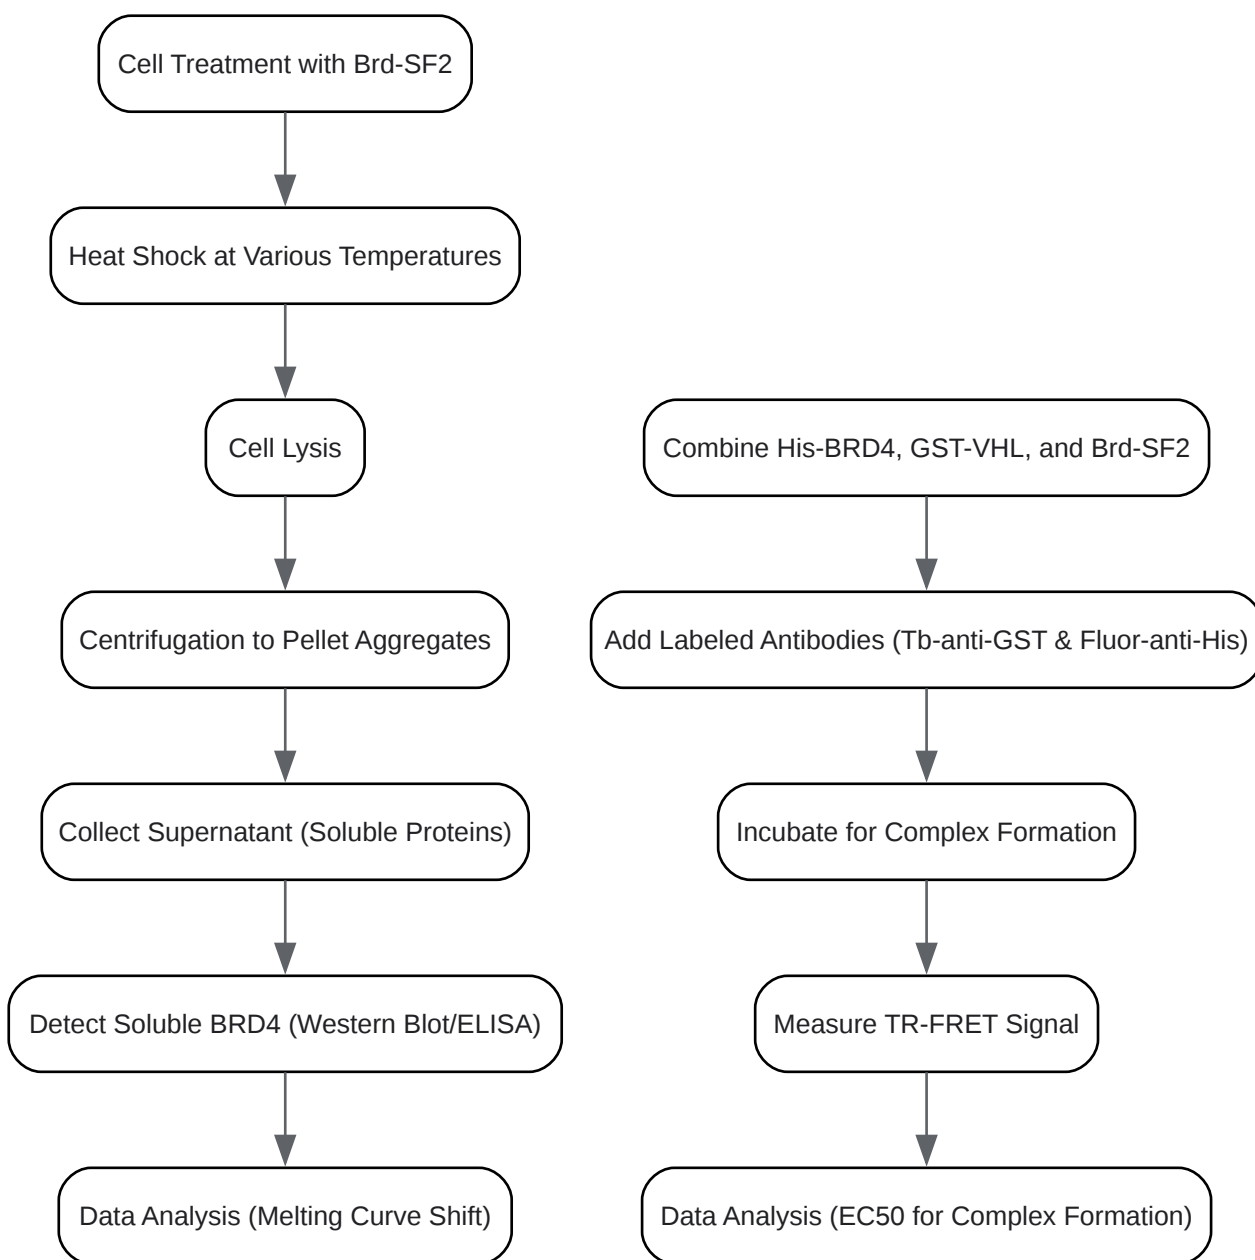 Cell Treatment with Brd-SF2
Heat Shock at Various Temperatures
Cell Lysis
Centrifugation to Pellet Aggregates
Collect Supernatant (Soluble Proteins)
Detect Soluble BRD4 (Western Blot/ELISA)
Data Analysis (Melting Curve Shift)
Combine His-BRD4, GST-VHL, and Brd-SF2
Add Labeled Antibodies (Tb-anti-GST & Fluor-anti-His)
Incubate for Complex Formation
Measure TR-FRET Signal
Data Analysis (EC50 for Complex Formation)